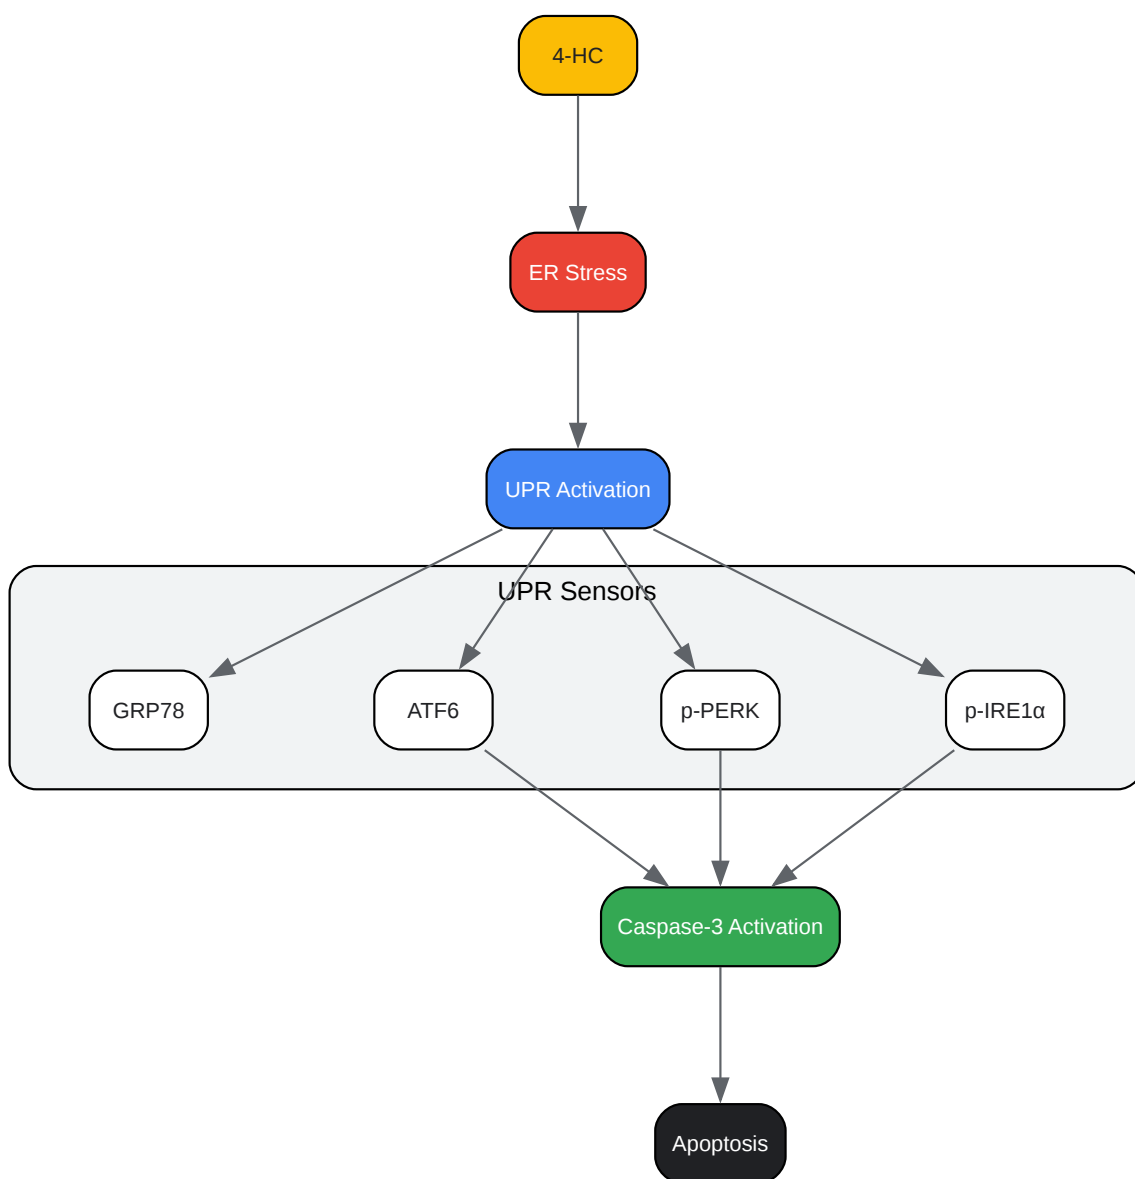 4-HC
ER Stress
UPR Activation
UPR Sensors
GRP78
ATF6
p-PERK
p-IRE1α
Caspase-3 Activation
Apoptosis